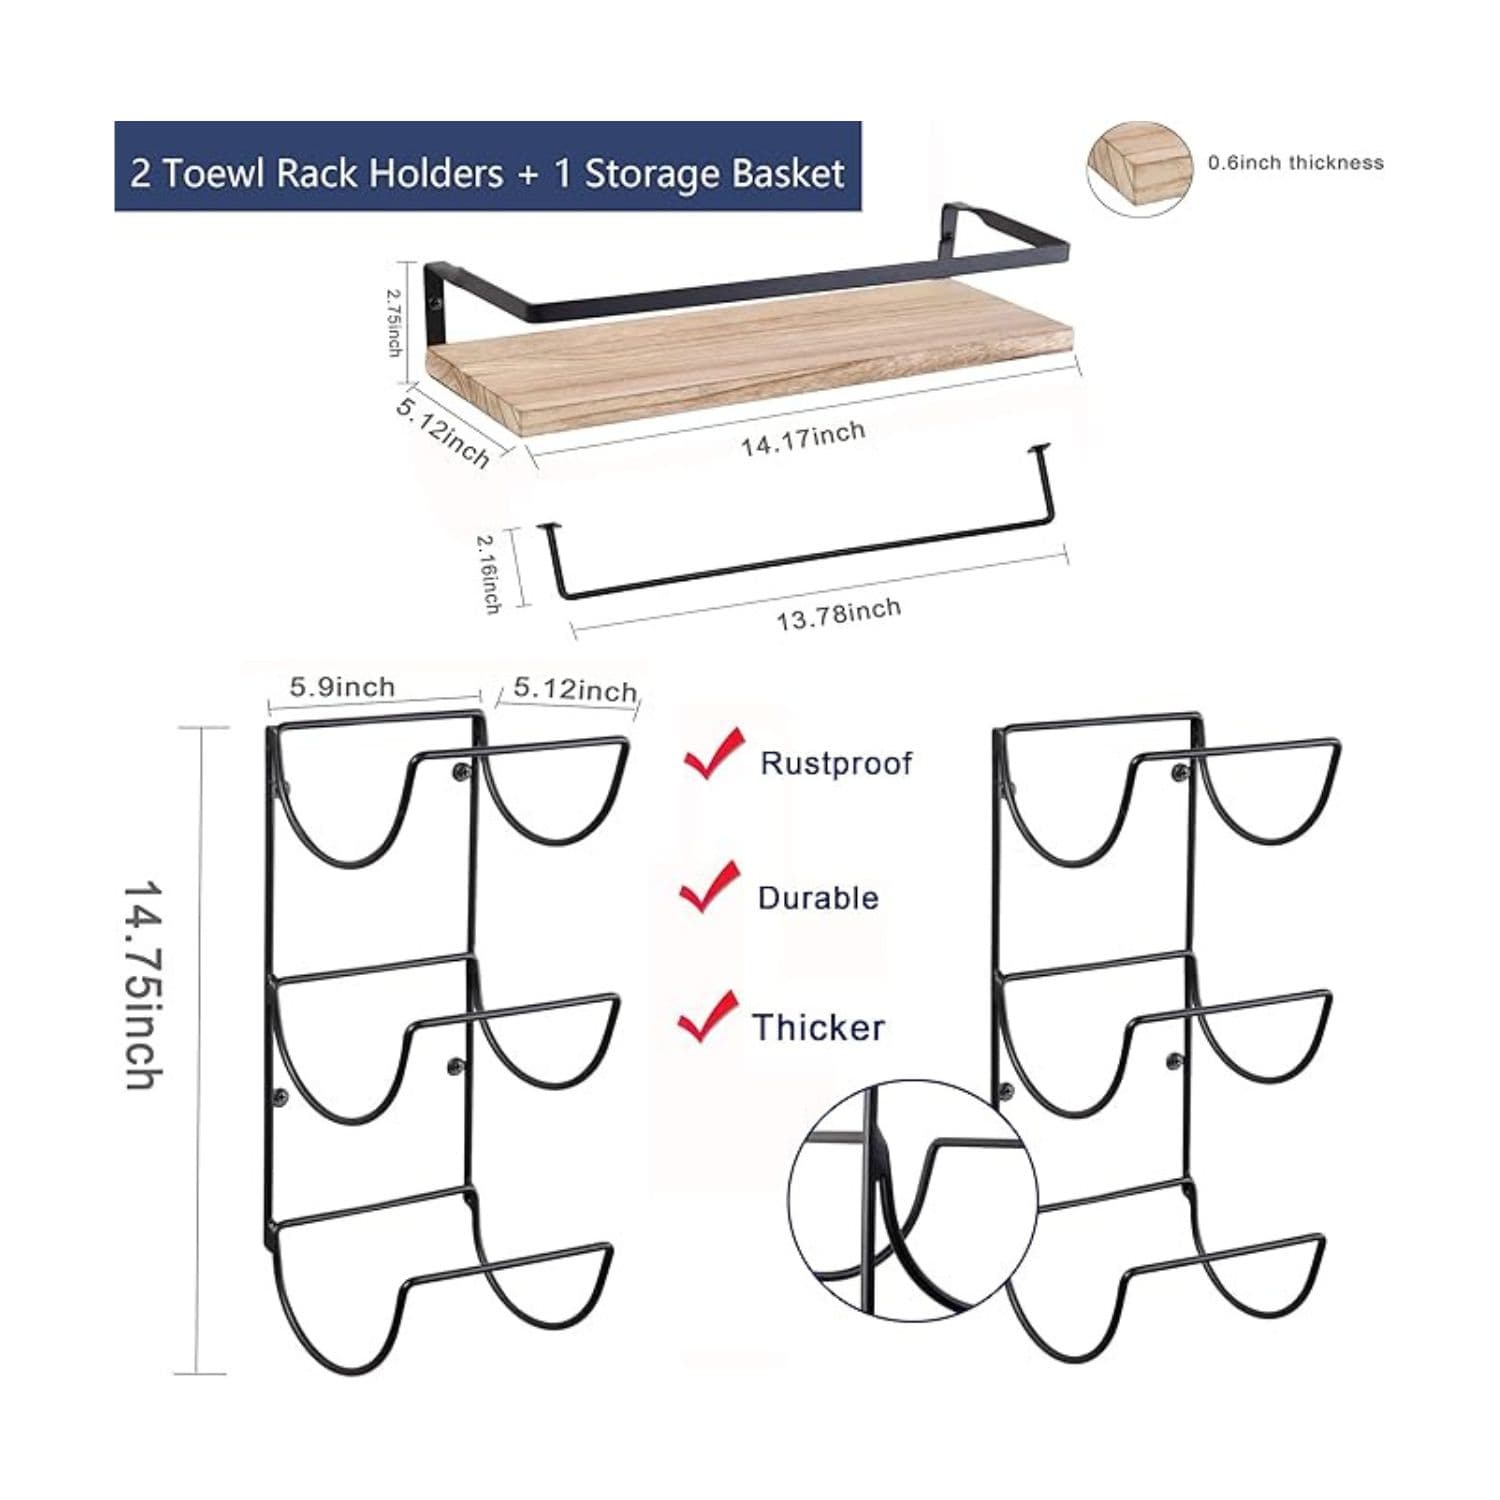 2 Toewl Rack Holders + 1 Storage Basket
0.6inch thickness
2.75inch
5.12inch
14.17inch
2.16inch
13.78inch
5.9inch
5.12inch
14.75inch
Rustproof
Durable
Thicker